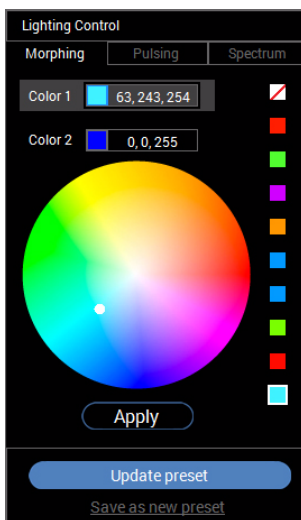 Lighting Control
Morphing Pulsing Spectrum
Color 1 63, 243, 254
Color 2 0, 0, 255
Apply
Update preset
Save as new preset